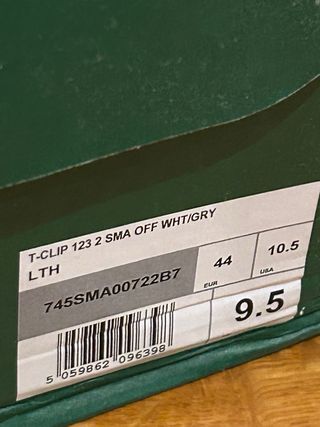 T-CLIP 123 2 SMA OFF WHT/GRY
LTH
745SMA00722B7
44
EUR
10.5
USA
9.5
5 059862 096398